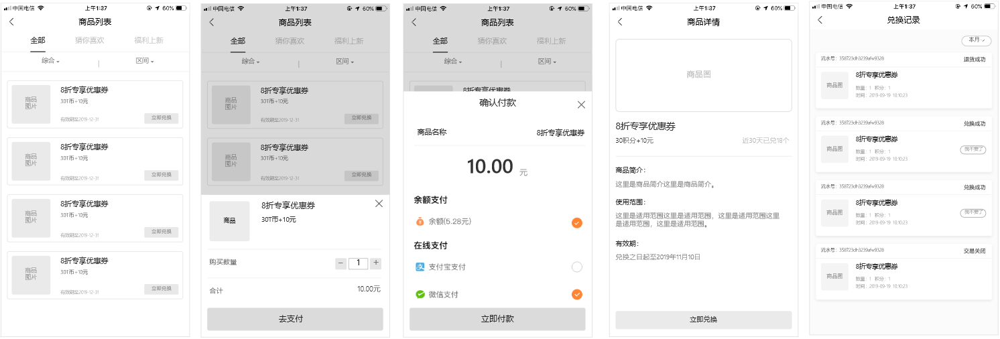 中国电信
上午1:37
60%
商品列表
全部
猜你喜欢
福利上新
综合
区间
商品
图片
8折专享优惠券
30T币+10元
有效期至2019-12-31
立即兑换
商品
图片
8折专享优惠券
30T币+10元
有效期至2019-12-31
立即兑换
商品
图片
8折专享优惠券
30T币+10元
有效期至2019-12-31
立即兑换
商品
图片
8折专享优惠券
30T币+10元
有效期至2019-12-31
立即兑换
中国电信
上午1:37
60%
商品列表
全部
猜你喜欢
福利上新
综合
区间
商品
图片
8折专享优惠券
30T币+10元
有效期至2019-12-31
立即兑换
商品
图片
8折专享优惠券
30T币+10元
有效期至2019-12-31
立即兑换
商品
8折专享优惠券
30T币+10元
购买数量
－ 1 +
合计
10.00元
去支付
中国电信
上午1:37
60%
商品列表
全部
猜你喜欢
福利上新
综合
区间
8折专享优惠券
确认付款
商品名称
8折专享优惠券
10.00 元
余额支付
余额(5.28元)
在线支付
支付宝支付
微信支付
立即付款
中国电信
上午1:37
60%
商品详情
商品图
8折专享优惠券
30积分+10元
近30天已兑18个
商品简介：
这里是商品简介这里是商品简介。
使用范围：
这里是适用范围这里是适用范围，这里是适用范围这里
是适用范围，这里是适用范围。
有效期：
兑换之日起至2019年11月10日
立即兑换
中国电信
上午1:37
60%
兑换记录
本月
流水号：358723dh3239afw9328
退货成功
商品图
8折专享优惠券
数量：1 积分：1
时间：2019-09-19 10:10:23
流水号：358723dh3239afw9328
兑换成功
商品图
8折专享优惠券
数量：1 积分：1
时间：2019-09-19 10:10:23
我不要了
流水号：358723dh3239afw9328
兑换成功
商品图
8折专享优惠券
数量：1 积分：1
时间：2019-09-19 10:10:23
我不要了
流水号：358723dh3239afw9328
交易关闭
商品图
8折专享优惠券
数量：1 积分：1
时间：2019-09-19 10:10:23